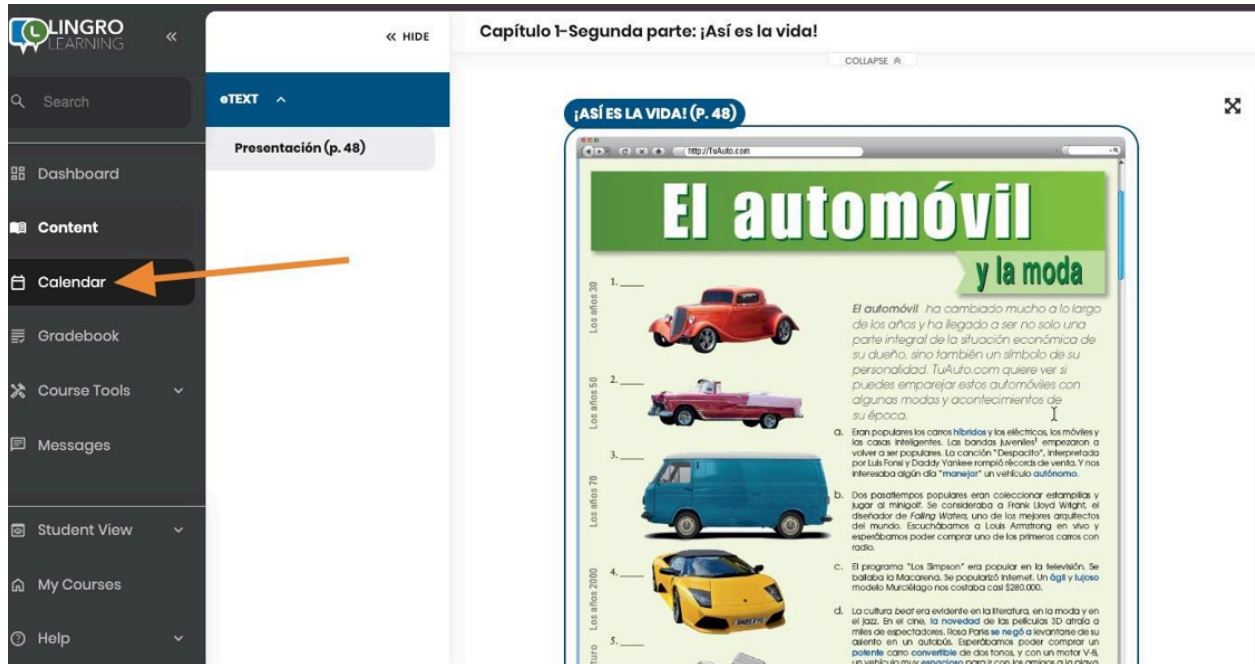 LINGRO
LEARNING
Search
Dashboard
Content
Calendar
Gradebook
Course Tools
Messages
Student View
My Courses
Help
HIDE
eTEXT
Presentación (p. 48)
Capítulo 1-Segunda parte: ¡Así es la vida!
COLLAPSE
¡ASÍ ES LA VIDA! (P. 48)
http://TuAuto.com
El automóvil
y la moda
Los años 30
1.
Los años 50
2.
Los años 70
3.
Los años 2000
4.
turo
5.
El automóvil ha cambiado mucho a lo largo
de los años y ha llegado a ser no solo una
parte integral de la situación económica de
su dueño, sino también un símbolo de su
personalidad. TuAuto.com quiere ver si
puedes emparejar estos automóviles con
algunas modas y acontecimientos de
su época.
a. Eran populares los carros híbridos y los eléctricos, los móviles y
las casas inteligentes. Las bandas juveniles¹ empezaron a
volver a ser populares. La canción "Despacito", interpretada
por Luis Fonsi y Daddy Yankee rompió récords de venta. Y nos
interesaba algún día "manejar" un vehículo autónomo.
b. Dos pasatiempos populares eran coleccionar estampillas y
jugar al minigolf. Se consideraba a Frank Lloyd Wright, el
diseñador de Falling Waters, uno de los mejores arquitectos
del mundo. Escuchábamos a Louis Armstrong en vivo y
esperábamos poder comprar uno de los primeros carros con
radio.
c. El programa "Los Simpson" era popular en la televisión. Se
bailaba la Macarena. Se popularizó Internet. Un ágil y lujoso
modelo Murciélago nos costaba casi $280.000.
d. La cultura beat era evidente en la literatura, en la moda y en
el jazz. En el cine, la novedad de las películas 3D atraía a
miles de espectadores. Rosa Parks se negó a levantarse de su
asiento en un autobús. Esperábamos poder comprar un
potente carro convertible de dos tonos, y con un motor V-8,
un vehículo muy espacioso para ir con los amigos a la playa